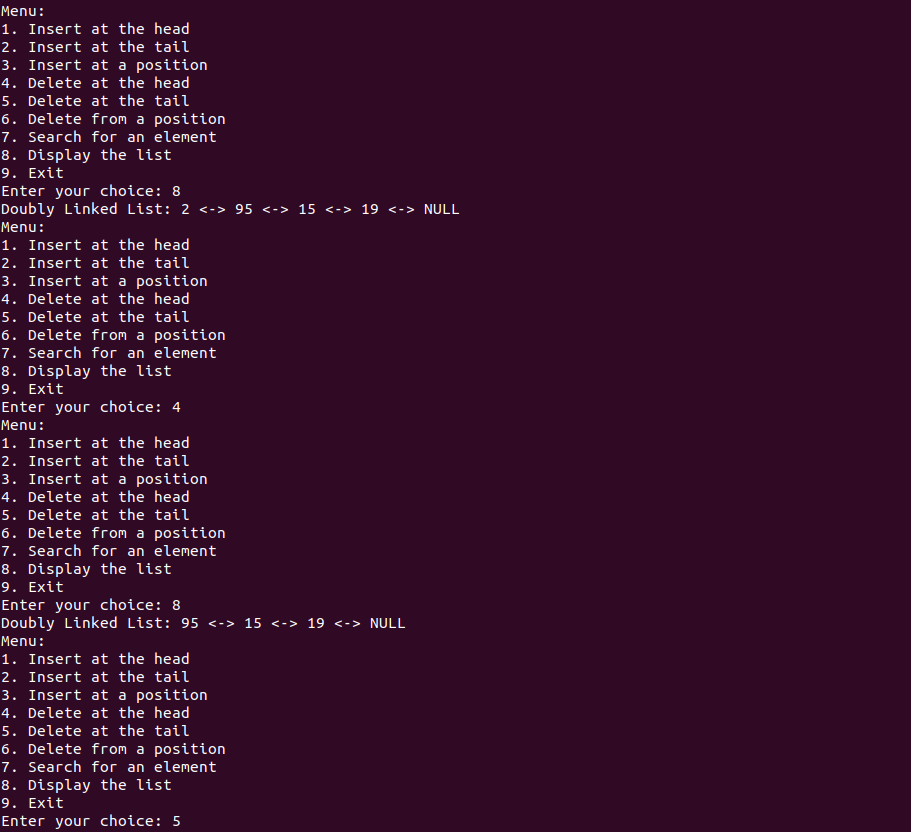 Menu:
1. Insert at the head
2. Insert at the tail
3. Insert at a position
4. Delete at the head
5. Delete at the tail
6. Delete from a position
7. Search for an element
8. Display the list
9. Exit
Enter your choice: 8
Doubly Linked List: 2 <-> 95 <-> 15 <-> 19 <-> NULL
Menu:
1. Insert at the head
2. Insert at the tail
3. Insert at a position
4. Delete at the head
5. Delete at the tail
6. Delete from a position
7. Search for an element
8. Display the list
9. Exit
Enter your choice: 4
Menu:
1. Insert at the head
2. Insert at the tail
3. Insert at a position
4. Delete at the head
5. Delete at the tail
6. Delete from a position
7. Search for an element
8. Display the list
9. Exit
Enter your choice: 8
Doubly Linked List: 95 <-> 15 <-> 19 <-> NULL
Menu:
1. Insert at the head
2. Insert at the tail
3. Insert at a position
4. Delete at the head
5. Delete at the tail
6. Delete from a position
7. Search for an element
8. Display the list
9. Exit
Enter your choice: 5